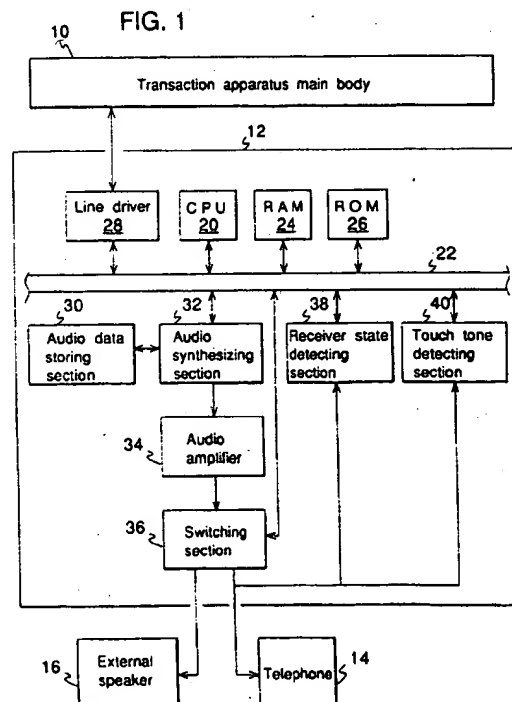 FIG. 1
10
Transaction apparatus main body
12
Line driver
28
CPU
20
RAM
24
ROM
26
22
30
32
38
40
Audio data
storing
section
Audio
synthesizing
section
Receiver state
detecting
section
Touch tone
detecting
section
34
Audio
amplifier
36
Switching
section
16
External
speaker
Telephone
14